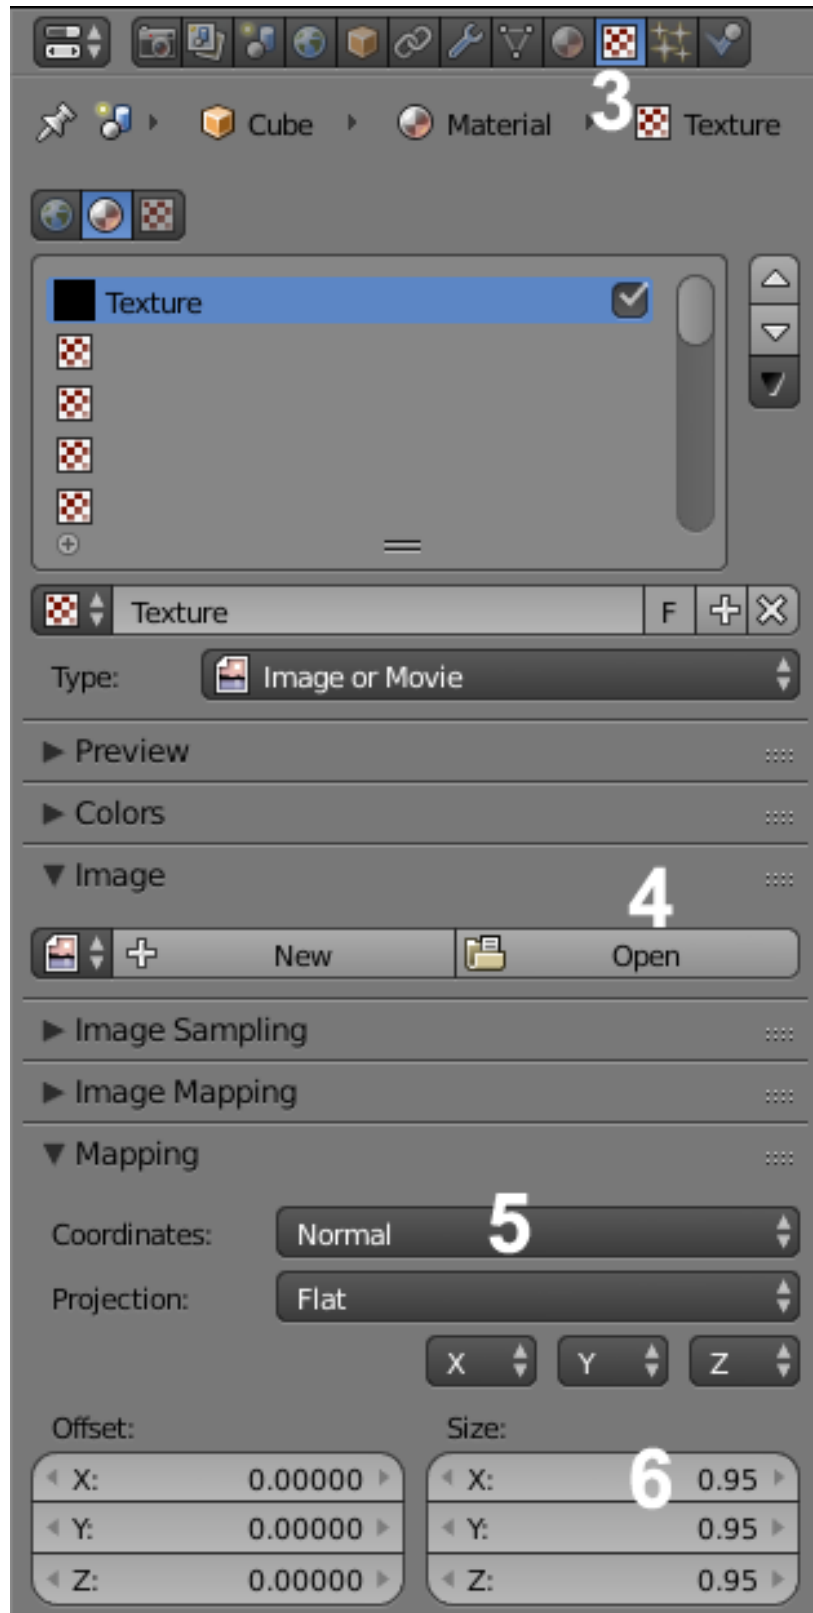 3
Cube Material Texture
Texture
Texture F
Type: Image or Movie
Preview
Colors
Image
4
New Open
Image Sampling
Image Mapping
Mapping
Coordinates: Normal 5
Projection: Flat
X Y Z
Offset: Size:
X: 0.00000 X: 6 0.95
Y: 0.00000 Y: 0.95
Z: 0.00000 Z: 0.95